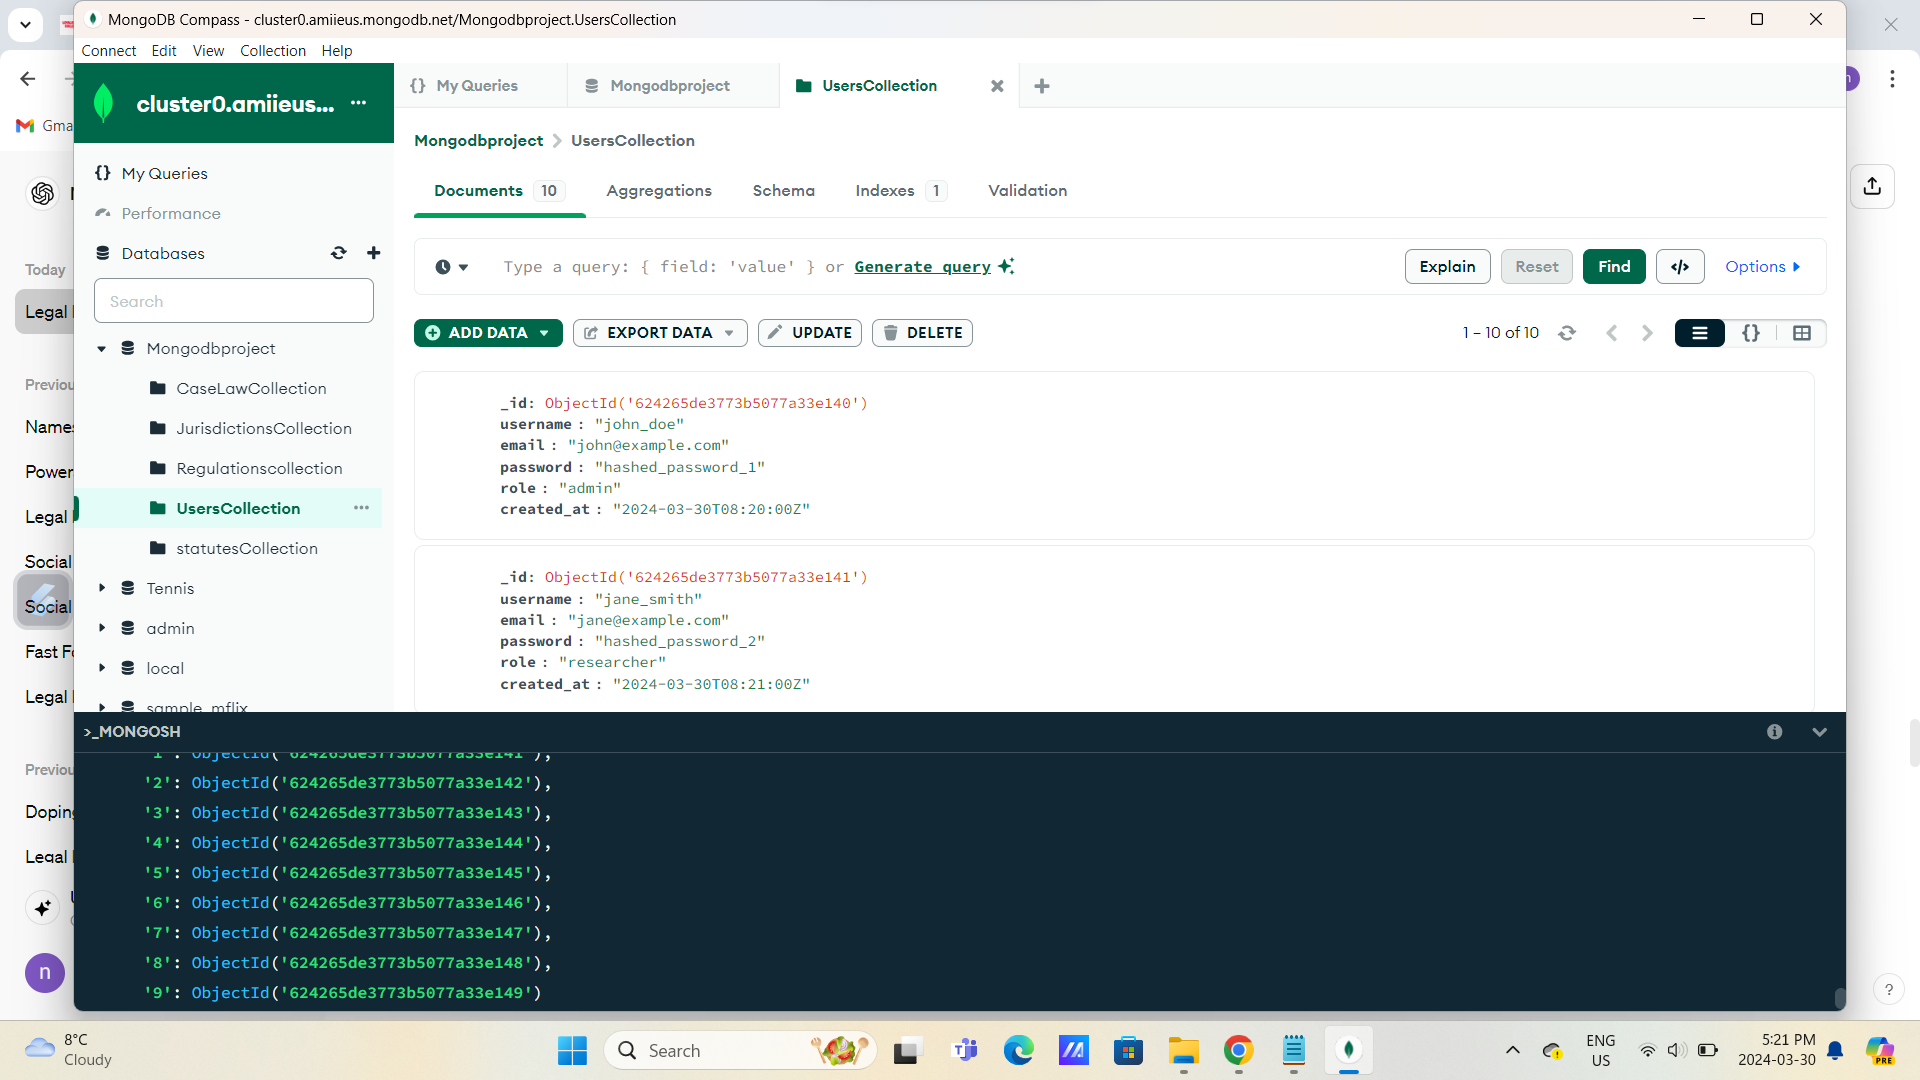 MongoDB Compass - cluster0.amiieus.mongodb.net/Mongodbproject.UsersCollection
Connect Edit View Collection Help
cluster0.amiieus... ...
{} My Queries
Mongodbproject
UsersCollection
Gma
Mongodbproject > UsersCollection
My Queries
Performance
Databases
Search
Documents 10
Aggregations
Schema
Indexes 1
Validation
Type a query: { field: 'value' } or Generate query
Explain
Reset
Find
</>
Options
ADD DATA
EXPORT DATA
UPDATE
DELETE
1 – 10 of 10
{}
Today
Legal
Previou
Names
Power
Legal
Social
Social
Fast Fo
Legal
Previou
Doping
Legal
n
Mongodbproject
CaseLawCollection
JurisdictionsCollection
Regulationscollection
UsersCollection ...
statutesCollection
Tennis
admin
local
sample_mflix
_id: ObjectId('624265de3773b5077a33e140')
username : "john_doe"
email : "john@example.com"
password : "hashed_password_1"
role : "admin"
created_at : "2024-03-30T08:20:00Z"
_id: ObjectId('624265de3773b5077a33e141')
username : "jane_smith"
email : "jane@example.com"
password : "hashed_password_2"
role : "researcher"
created_at : "2024-03-30T08:21:00Z"
>_MONGOSH
'1': ObjectId('624265de3773b5077a33e141'),
'2': ObjectId('624265de3773b5077a33e142'),
'3': ObjectId('624265de3773b5077a33e143'),
'4': ObjectId('624265de3773b5077a33e144'),
'5': ObjectId('624265de3773b5077a33e145'),
'6': ObjectId('624265de3773b5077a33e146'),
'7': ObjectId('624265de3773b5077a33e147'),
'8': ObjectId('624265de3773b5077a33e148'),
'9': ObjectId('624265de3773b5077a33e149')
?
8°C
Cloudy
Search
ENG
US
5:21 PM
2024-03-30
PRE